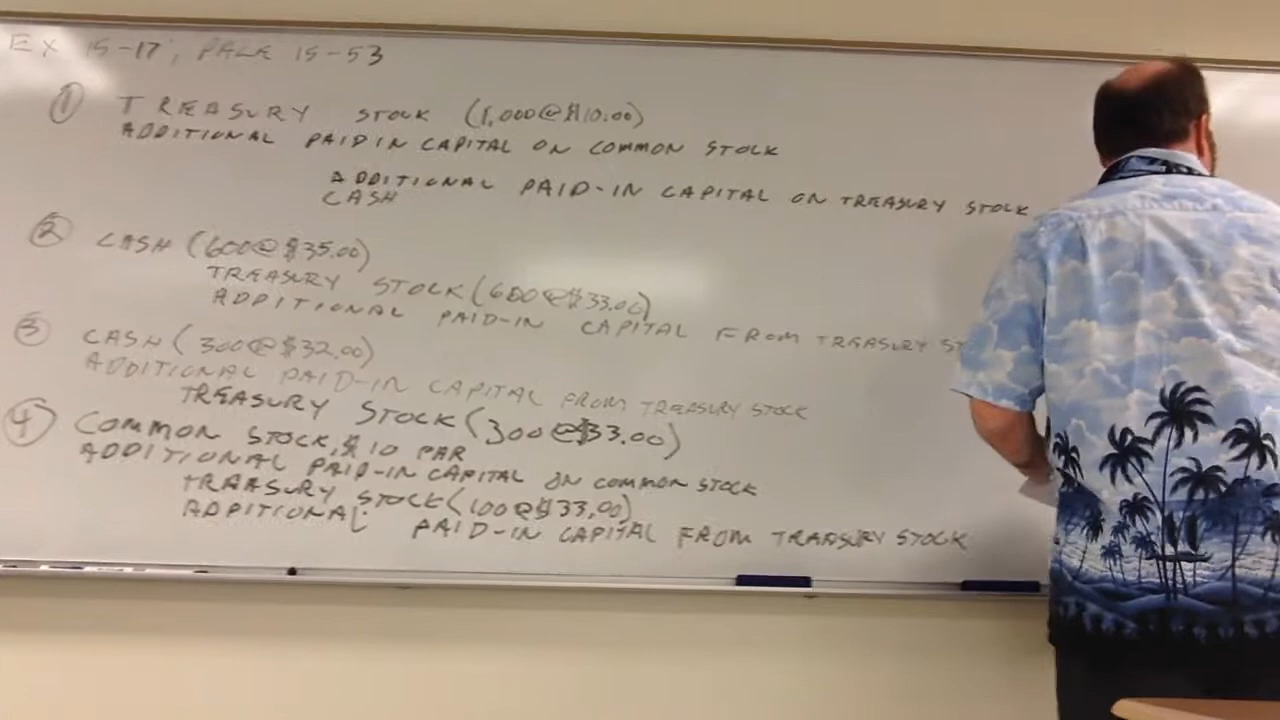 EX 15-17, PAGE 15-53
① TREASURY STOCK (1,000@$10.00)
ADDITIONAL PAID IN CAPITAL ON COMMON STOCK
ADDITIONAL PAID-IN CAPITAL ON TREASURY STOCK
CASH
② CASH (600@$35.00)
TREASURY STOCK (600@$33.00)
ADDITIONAL PAID-IN CAPITAL FROM TREASURY
③ CASH (300@$32.00)
ADDITIONAL PAID-IN CAPITAL FROM TREASURY STOCK
TREASURY STOCK (300@$33.00)
④ COMMON STOCK, $10 PAR
ADDITIONAL PAID-IN CAPITAL ON COMMON STOCK
TREASURY STOCK (100@$33.00)
ADDITIONAL PAID-IN CAPITAL FROM TREASURY STOCK